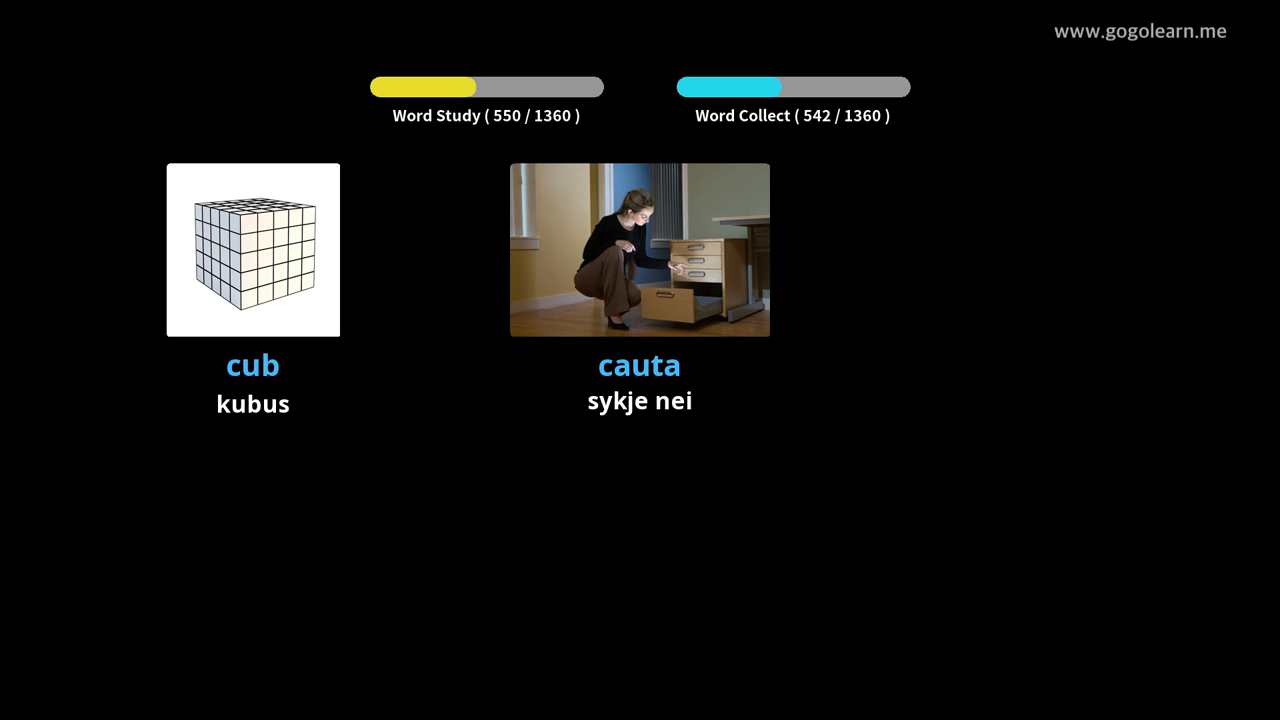 www.gogolearn.me
Word Study ( 550 / 1360 )
Word Collect ( 542 / 1360 )
cub
kubus
cauta
sykje nei